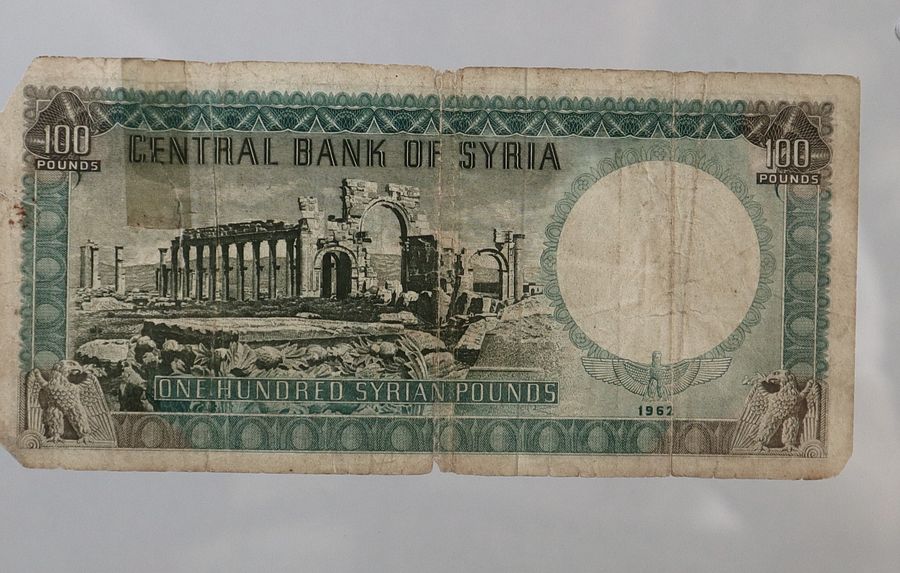 100 POUNDS
CENTRAL BANK OF SYRIA
100 POUNDS
ONE HUNDRED SYRIAN POUNDS
1962